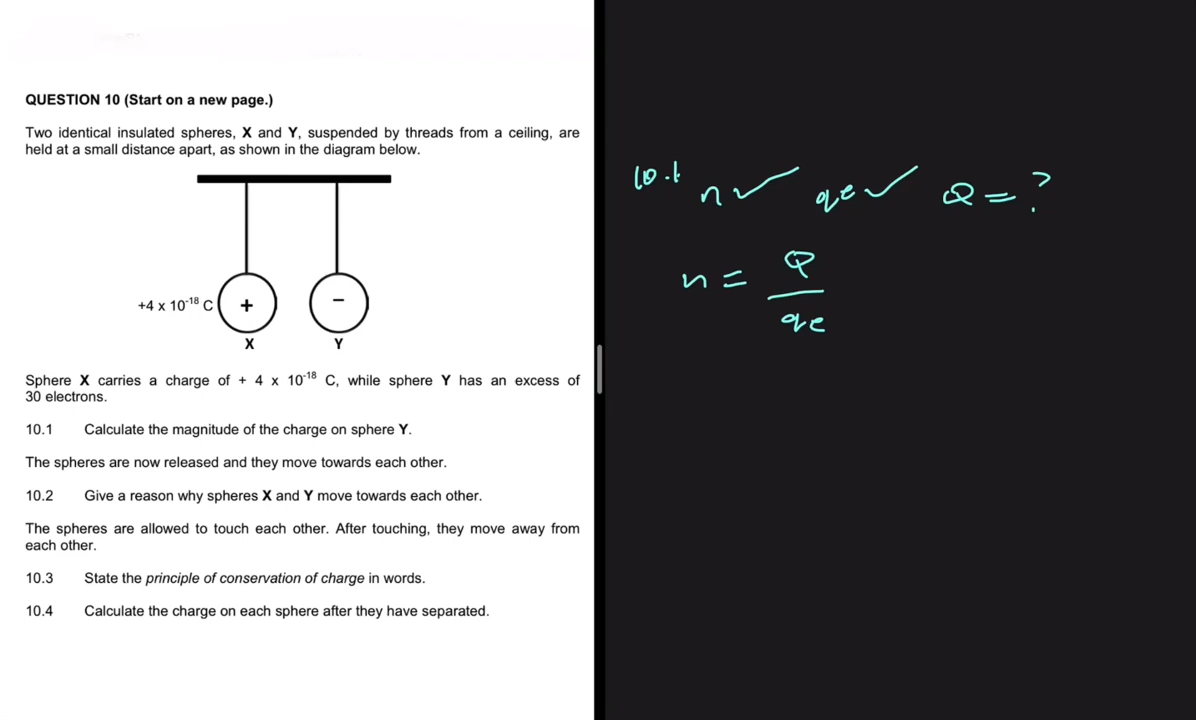 QUESTION 10 (Start on a new page.)
Two identical insulated spheres, X and Y, suspended by threads from a ceiling, are
held at a small distance apart, as shown in the diagram below.
+4 x 10⁻¹⁸ C
+
−
X
Y
Sphere X carries a charge of + 4 x 10⁻¹⁸ C, while sphere Y has an excess of
30 electrons.
10.1 Calculate the magnitude of the charge on sphere Y.
The spheres are now released and they move towards each other.
10.2 Give a reason why spheres X and Y move towards each other.
The spheres are allowed to touch each other. After touching, they move away from
each other.
10.3 State the principle of conservation of charge in words.
10.4 Calculate the charge on each sphere after they have separated.
10.1 n ✓ qe ✓ Q = ?
n = Q
qe